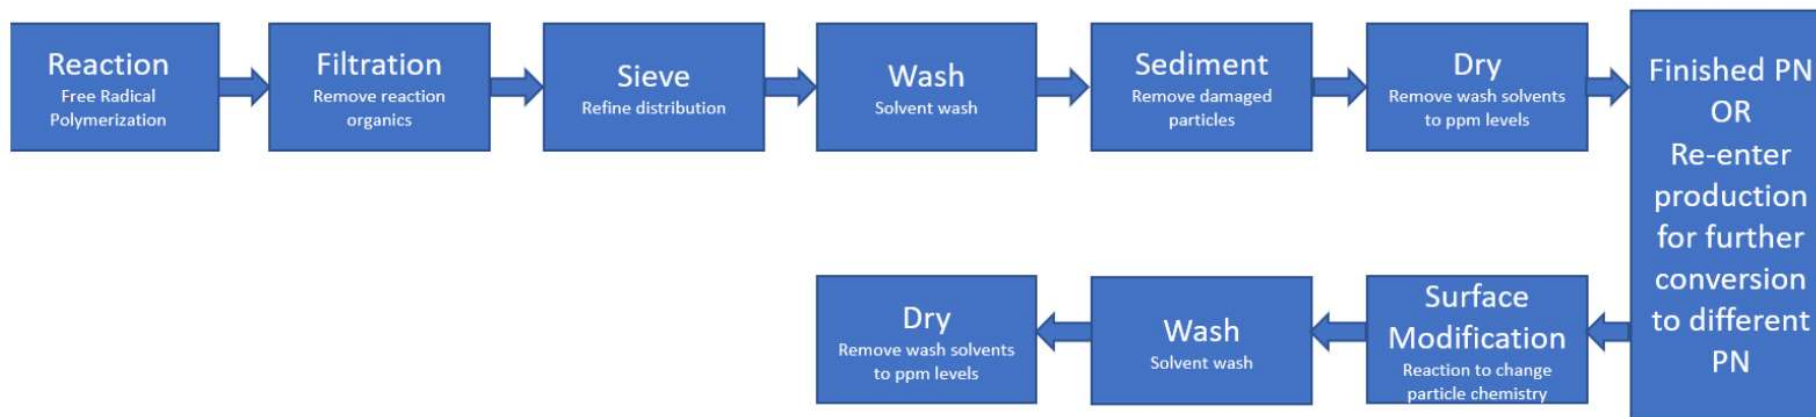 Reaction
Free Radical
Polymerization
Filtration
Remove reaction
organics
Sieve
Refine distribution
Wash
Solvent wash
Sediment
Remove damaged
particles
Dry
Remove wash solvents
to ppm levels
Finished PN
OR
Re-enter
production
for further
conversion
to different
PN
Surface
Modification
Reaction to change
particle chemistry
Wash
Solvent wash
Dry
Remove wash solvents
to ppm levels